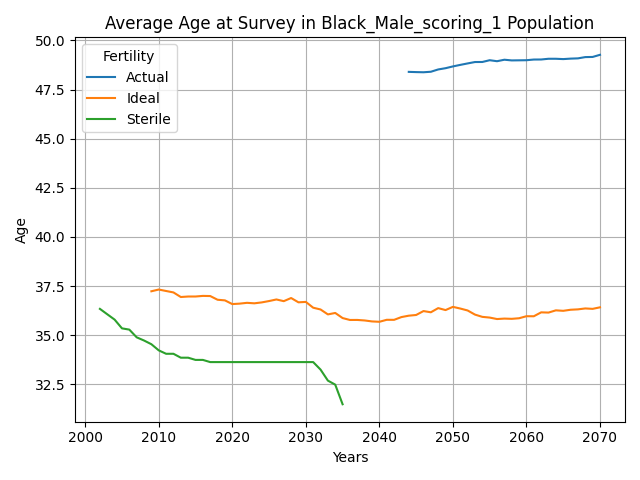 Average Age at Survey in Black_Male_scoring_1 Population
Fertility
Actual
Ideal
Sterile
Age
50.0
47.5
45.0
42.5
40.0
37.5
35.0
32.5
2000 2010 2020 2030 2040 2050 2060 2070
Years